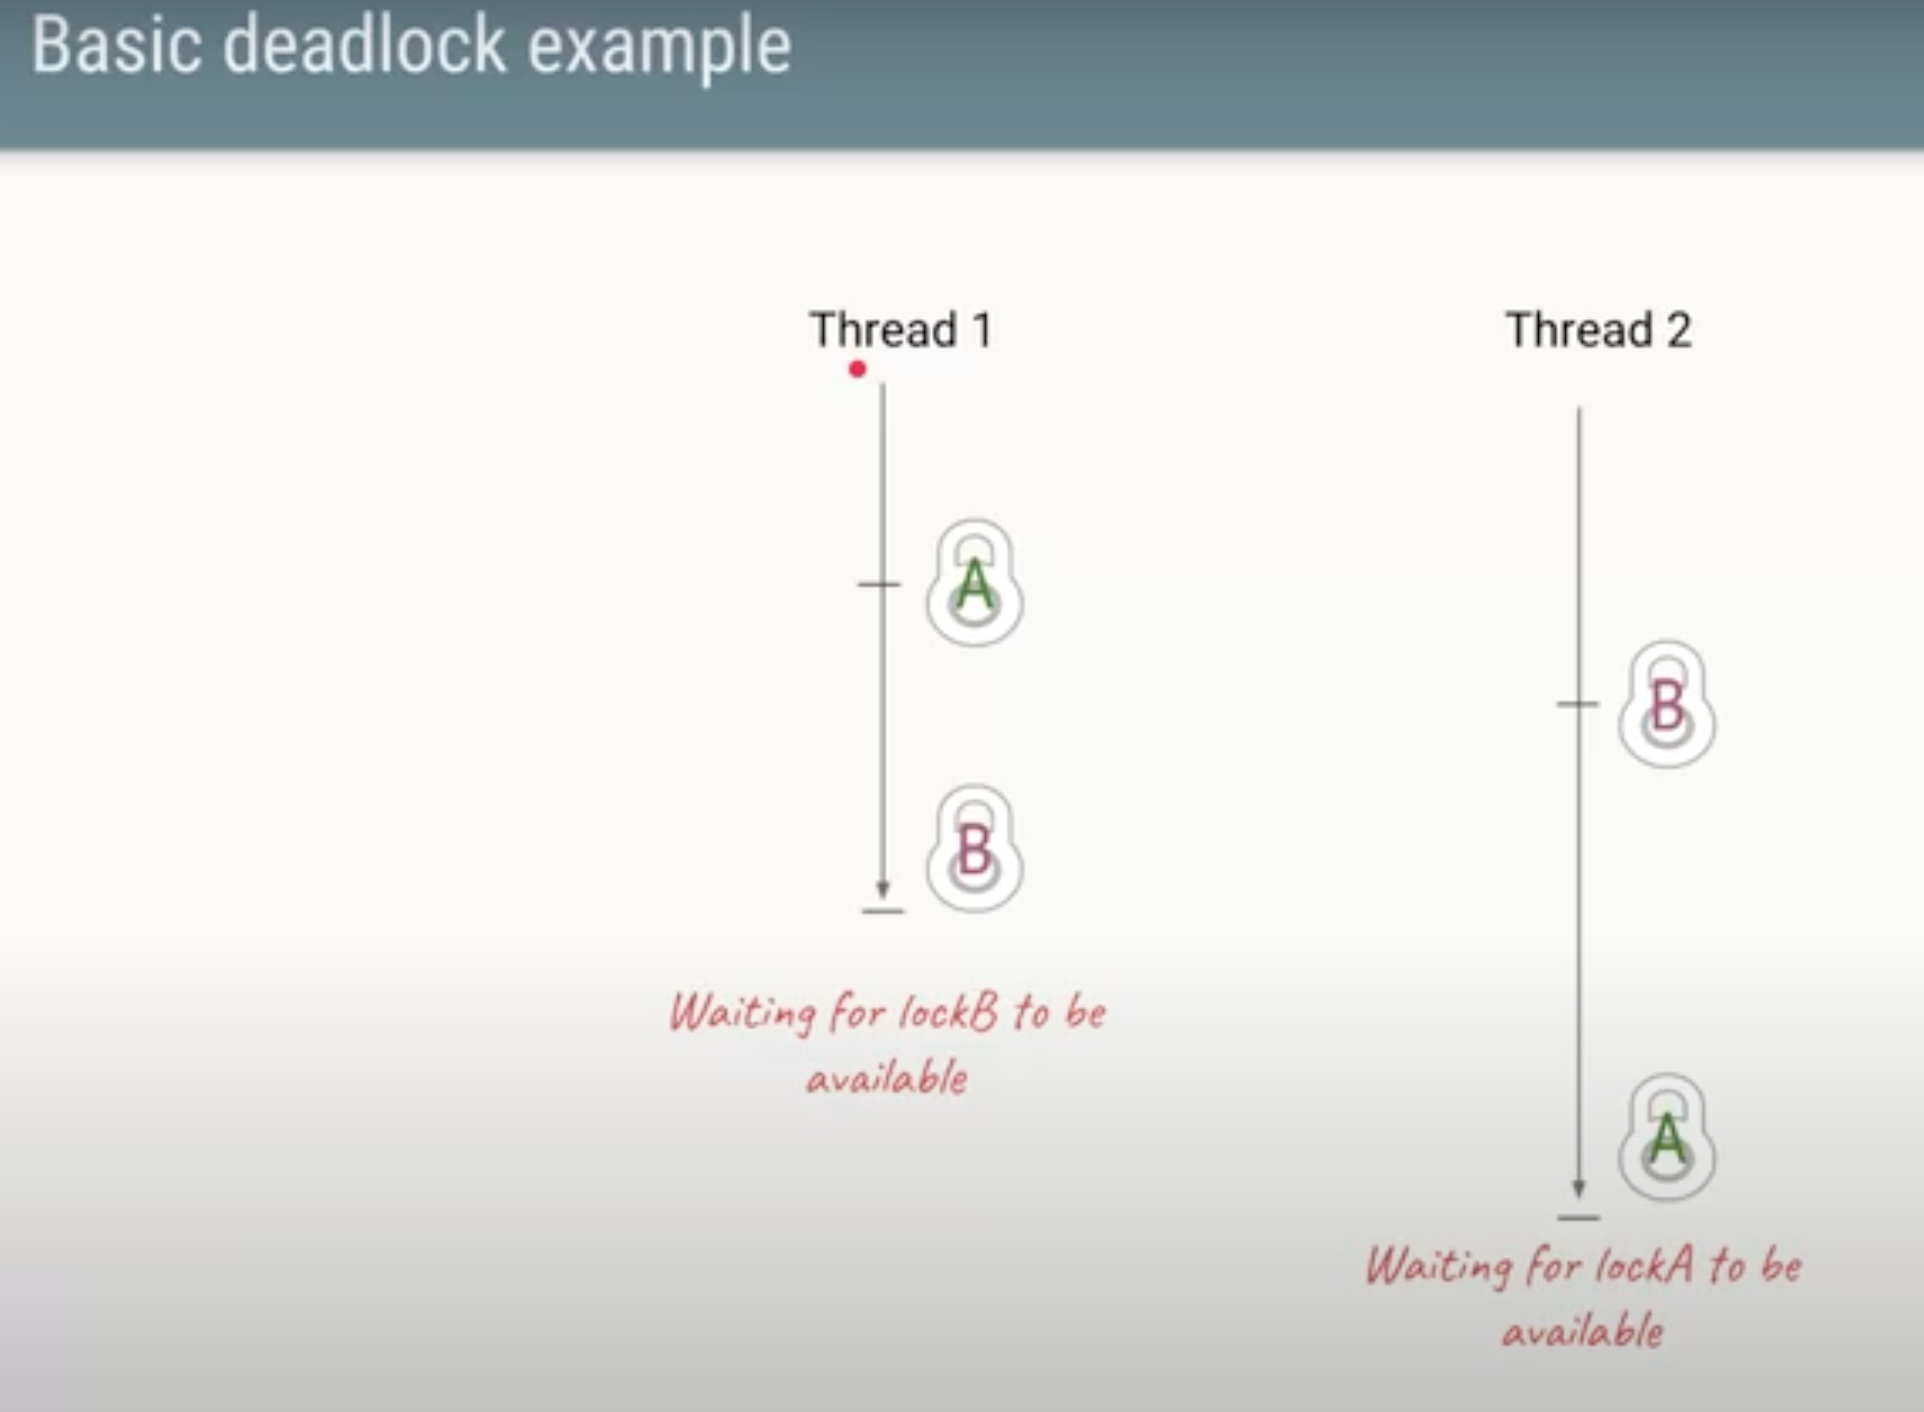 Basic deadlock example
Thread 1
Thread 2
A
B
B
A
Waiting for lockB to be
available
Waiting for lockA to be
available